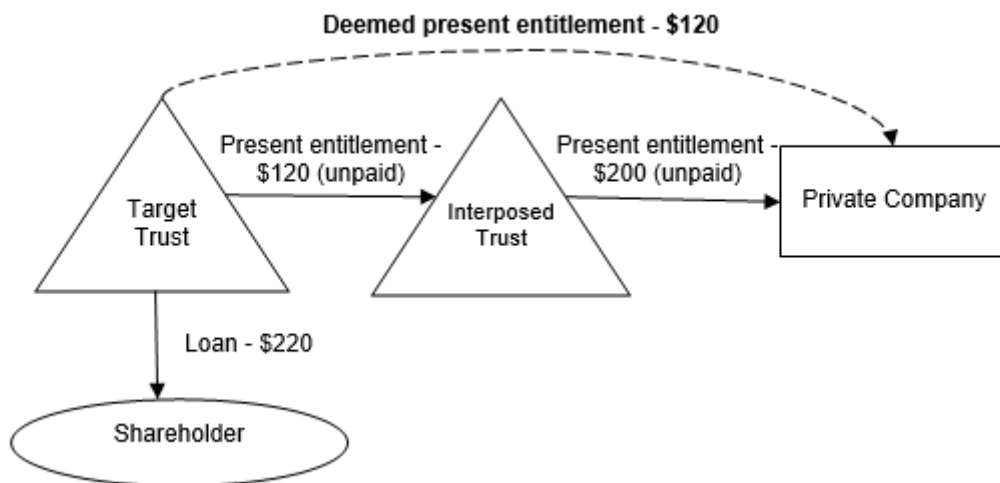 Deemed present entitlement - $120
Present entitlement -
$120 (unpaid)
Present entitlement -
$200 (unpaid)
Target
Trust
Interposed
Trust
Private Company
Loan - $220
Shareholder